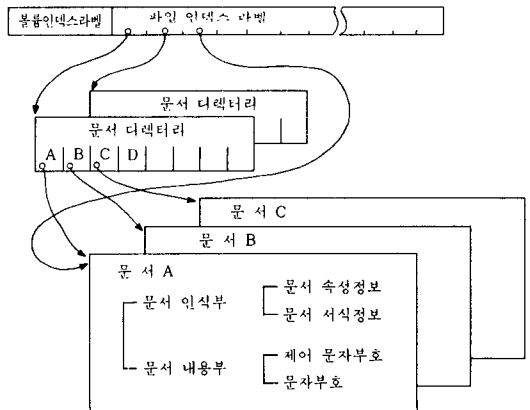 볼륨인덱스라벨 파일 인덱스 라벨
문서 디렉터리
문서 디렉터리
A B C D
문 서 C
문 서 B
문 서 A
문서 인식부
문서 속성정보
문서 서식정보
문서 내용부
제어 문자부호
문자부호